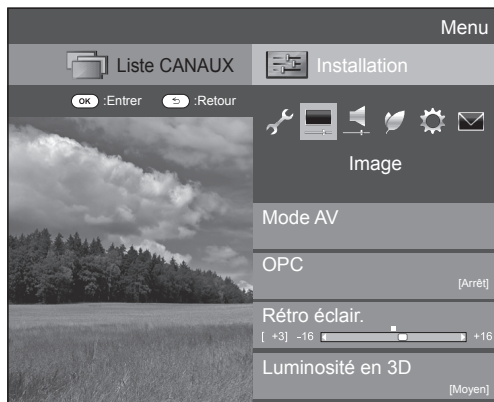 Menu
Liste CANAUX
Installation
OK :Entrer :Retour
Image
Mode AV
OPC
[Arrêt]
Rétro éclair.
[ +3] -16 +16
Luminosité en 3D
[Moyen]